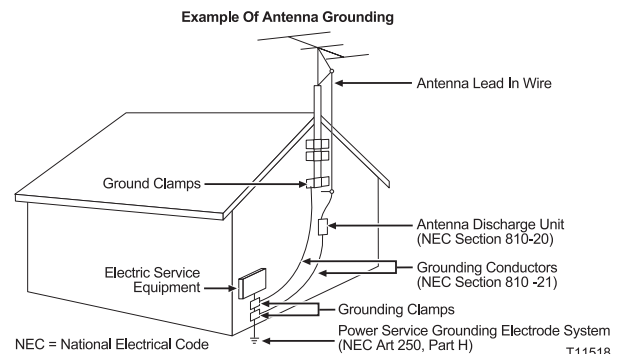 Example Of Antenna Grounding
Antenna Lead In Wire
Ground Clamps
Antenna Discharge Unit
(NEC Section 810-20)
Electric Service
Equipment
Grounding Conductors
(NEC Section 810 -21)
Grounding Clamps
Power Service Grounding Electrode System
(NEC Art 250, Part H)
NEC = National Electrical Code
T11518